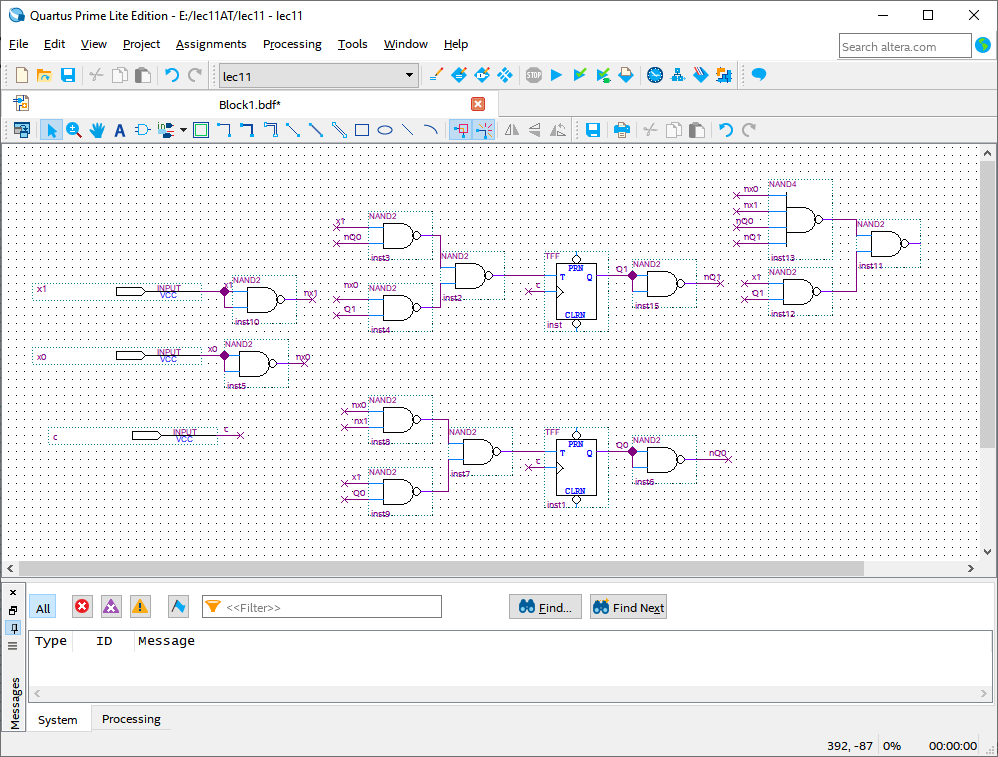 Quartus Prime Lite Edition - E:/lec11AT/lec11 - lec11
File Edit View Project Assignments Processing Tools Window Help
Search altera.com
lec11
STOP
Block1.bdf*
nx0 NAND4
nx1
nQ0
nQ1
inst13
NAND2
inst11
x1 NAND2
Q1
inst12
x1 NAND2
nQ0
inst3
NAND2
inst2
nx0 NAND2
Q1
inst4
TFF
PRN
T Q
c
CLRN
inst
Q1 NAND2 nQ1
inst15
x1 INPUT VCC x1 NAND2 nx1
inst10
x0 INPUT VCC x0 NAND2 nx0
inst5
c INPUT VCC c
nx0 NAND2
nx1
inst8
NAND2
inst7
x1 NAND2
Q0
inst9
TFF
PRN
T Q
c
CLRN
inst1
Q0 NAND2 nQ0
inst6
All <<Filter>> Find... Find Next
Type ID Message
Messages
System Processing
392, -87 0% 00:00:00